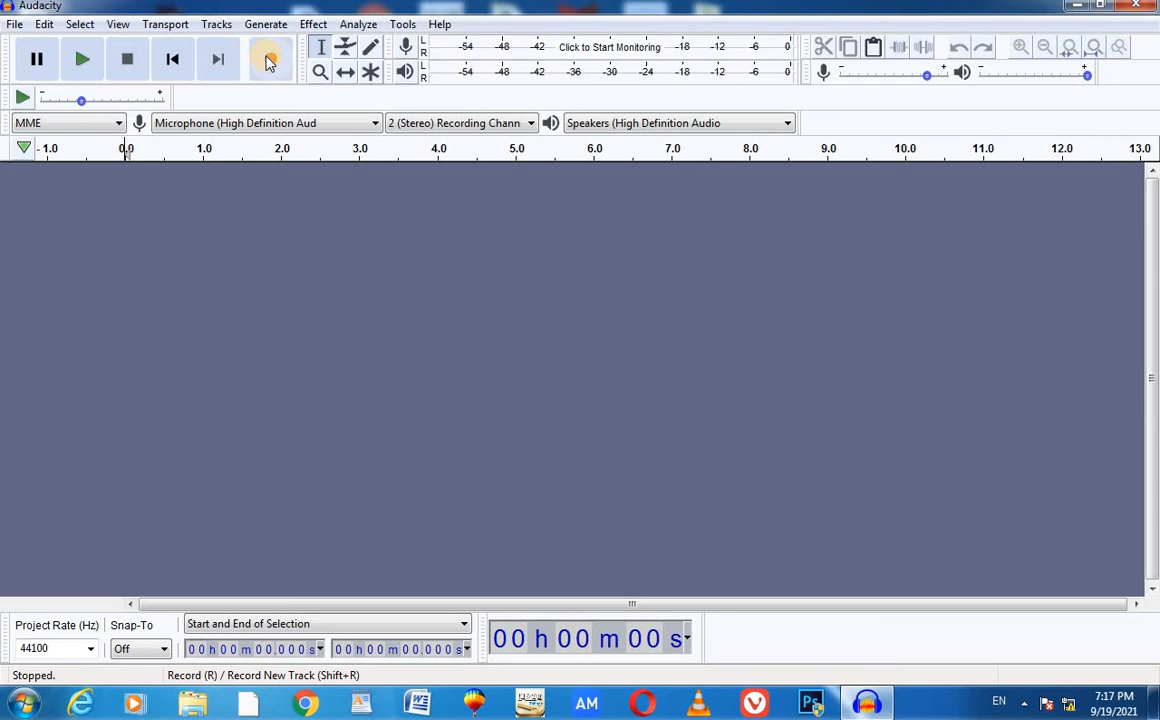 Audacity
File Edit Select View Transport Tracks Generate Effect Analyze Tools Help
L R -54 -48 -42 Click to Start Monitoring -18 -12 -6 0
L R -54 -48 -42 -36 -30 -24 -18 -12 -6 0
MME Microphone (High Definition Aud 2 (Stereo) Recording Chann Speakers (High Definition Audio
- 1.0 0.0 1.0 2.0 3.0 4.0 5.0 6.0 7.0 8.0 9.0 10.0 11.0 12.0 13.0
Project Rate (Hz) Snap-To Start and End of Selection
44100 Off 00 h 00 m 00.000 s 00 h 00 m 00.000 s 00 h 00 m 00 s
Stopped. Record (R) / Record New Track (Shift+R)
AM Ps EN 7:17 PM
9/19/2021